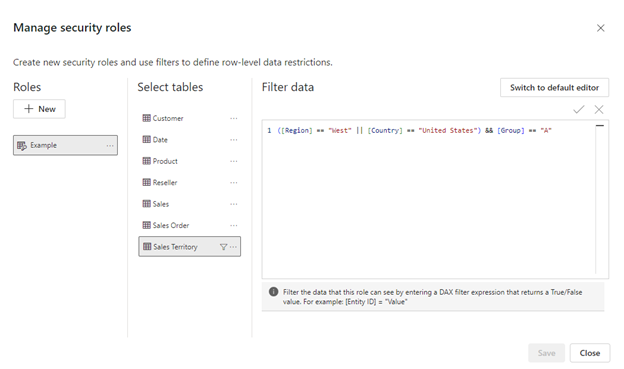 Manage security roles
Create new security roles and use filters to define row-level data restrictions.
Roles
+ New
Example
Select tables
Customer
Date
Product
Reseller
Sales
Sales Order
Sales Territory
Filter data
Switch to default editor
1 ([Region] == "West" || [Country] == "United States") && [Group] == "A"
Filter the data that this role can see by entering a DAX filter expression that returns a True/False
value. For example: [Entity ID] = "Value"
Save
Close